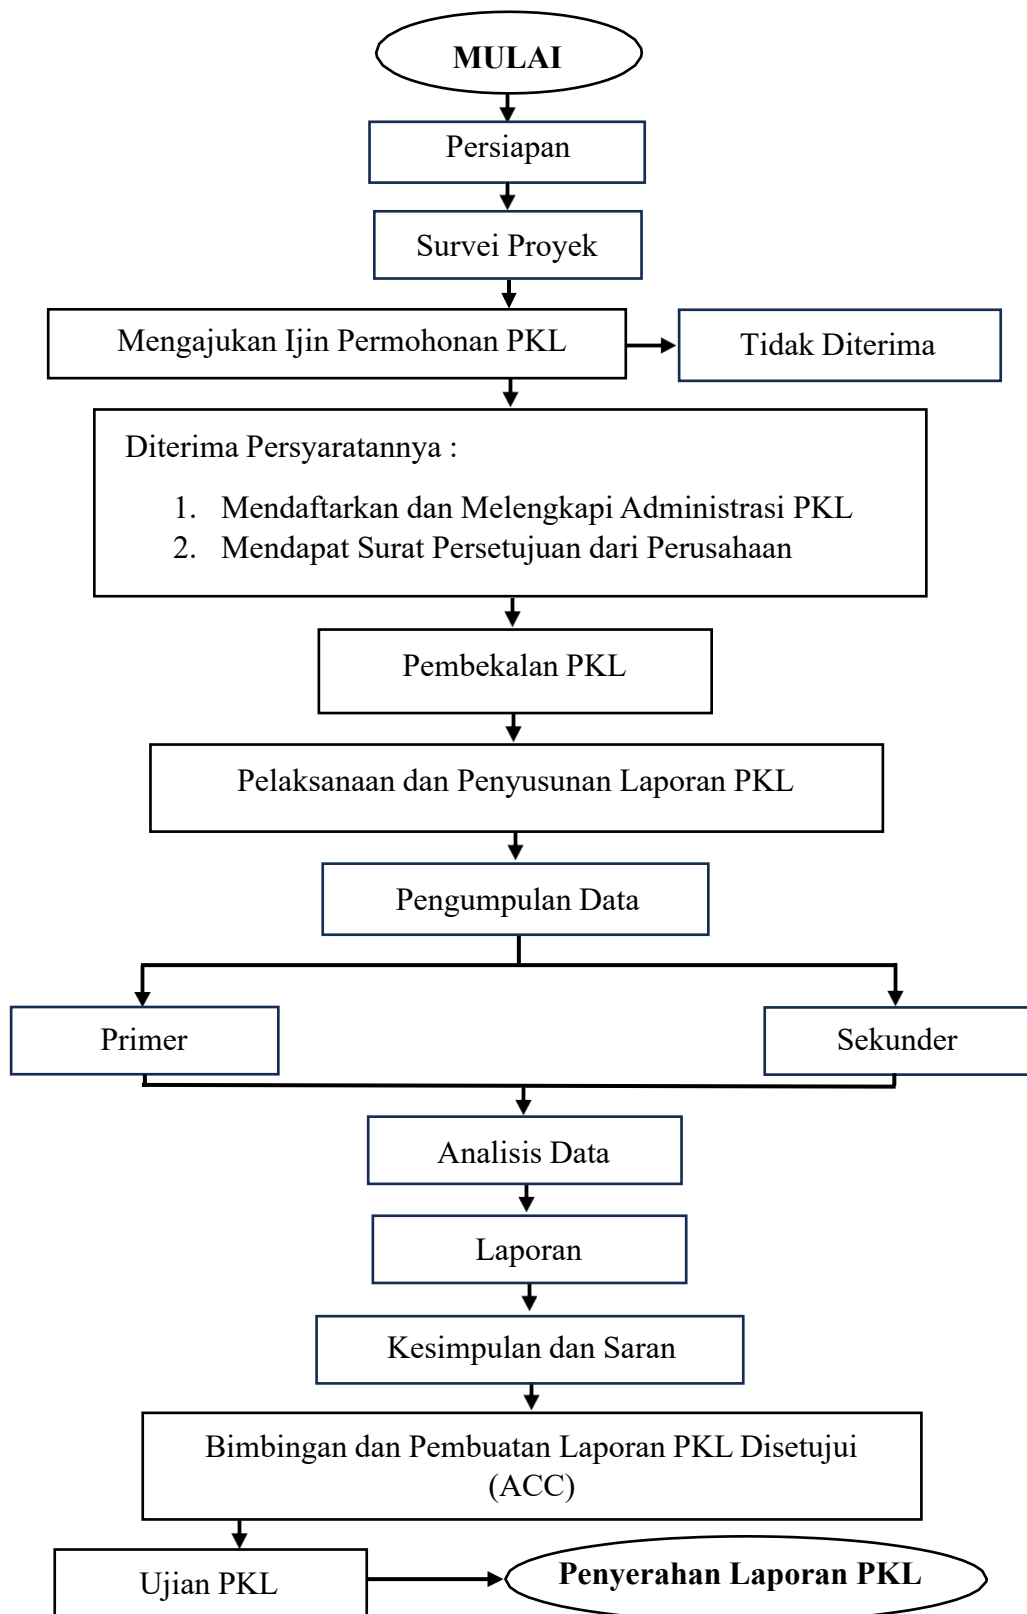 MULAI
Persiapan
Survei Proyek
Mengajukan Ijin Permohonan PKL
Tidak Diterima
Diterima Persyaratannya :
1. Mendaftarkan dan Melengkapi Administrasi PKL
2. Mendapat Surat Persetujuan dari Perusahaan
Pembekalan PKL
Pelaksanaan dan Penyusunan Laporan PKL
Pengumpulan Data
Primer
Sekunder
Analisis Data
Laporan
Kesimpulan dan Saran
Bimbingan dan Pembuatan Laporan PKL Disetujui
(ACC)
Ujian PKL
Penyerahan Laporan PKL